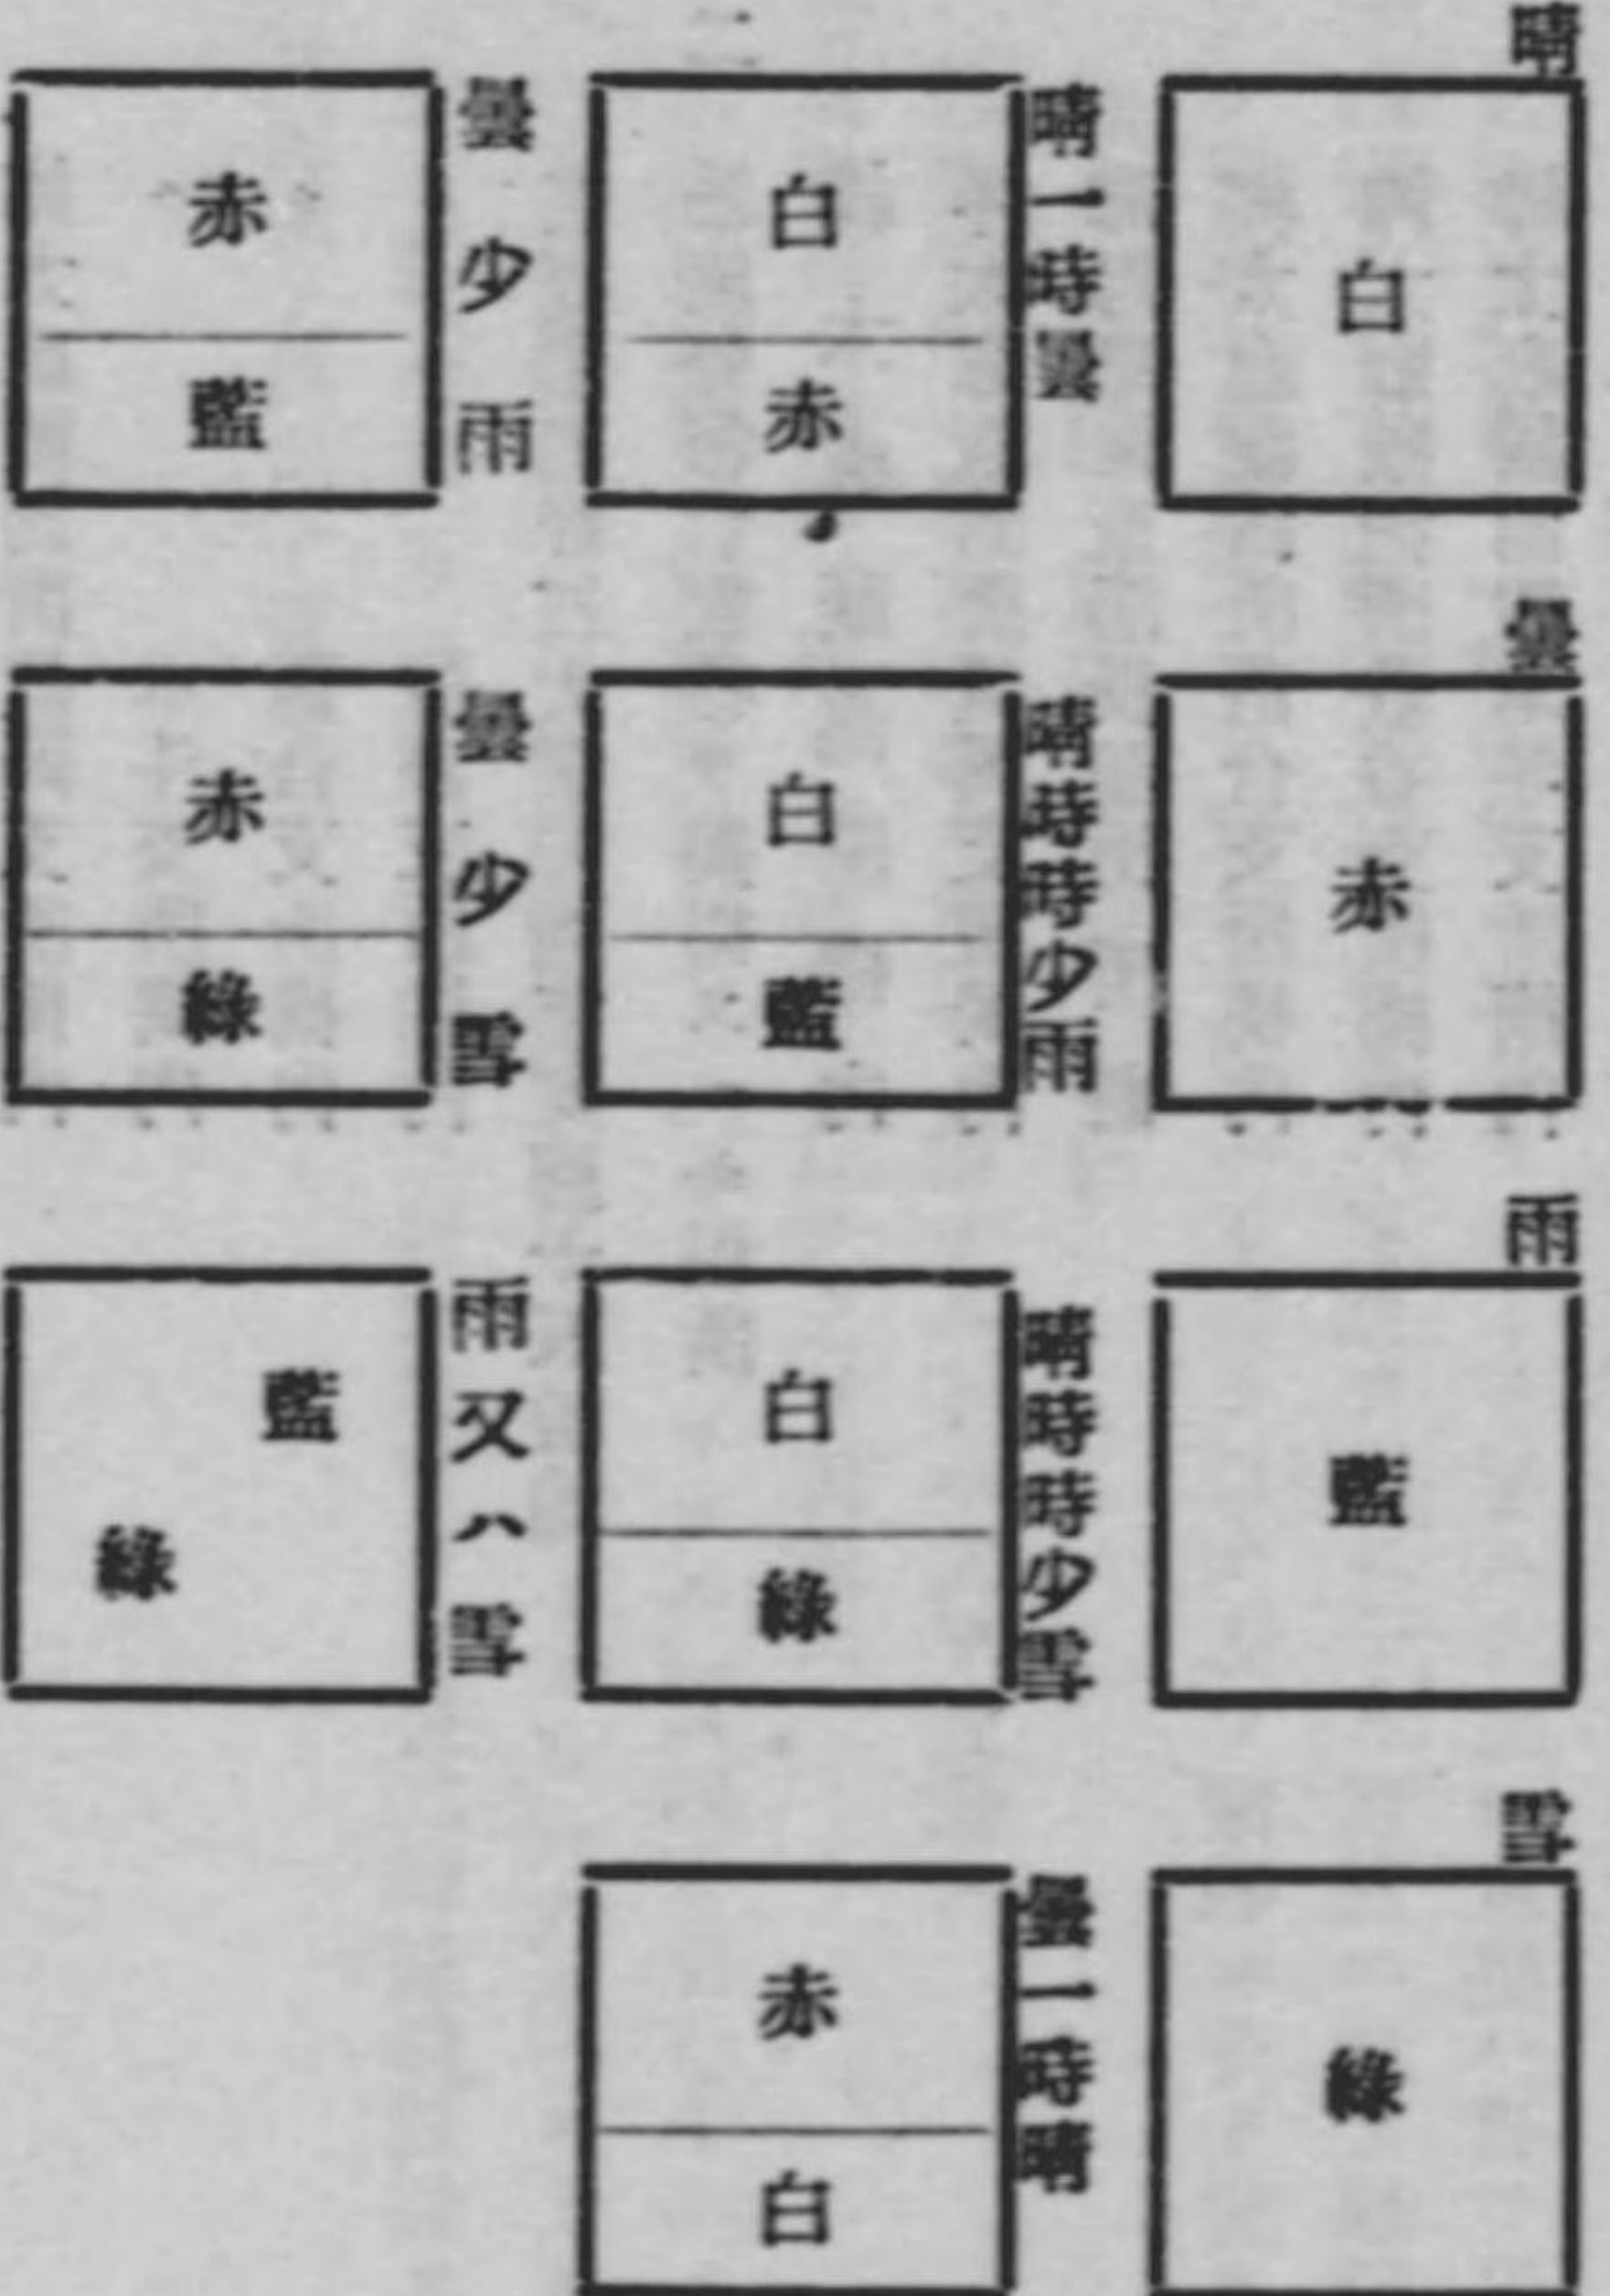 晴
白
曇
赤
雨
藍
雪
綠
晴一時曇
白
赤
晴時時少雨
白
藍
晴時時少雪
白
綠
曇一時晴
赤
白
曇少雨
赤
藍
曇少雪
赤
綠
雨又ハ雪
藍
綠